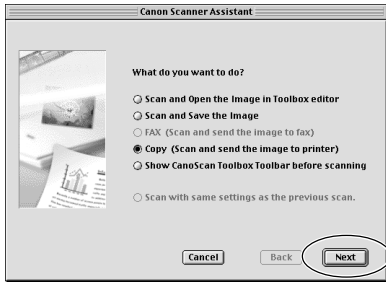 Canon Scanner Assistant
What do you want to do?
Scan and Open the Image in Toolbox editor
Scan and Save the Image
FAX (Scan and send the image to fax)
Copy (Scan and send the image to printer)
Show CanoScan Toolbox Toolbar before scanning
Scan with same settings as the previous scan.
Cancel Back Next